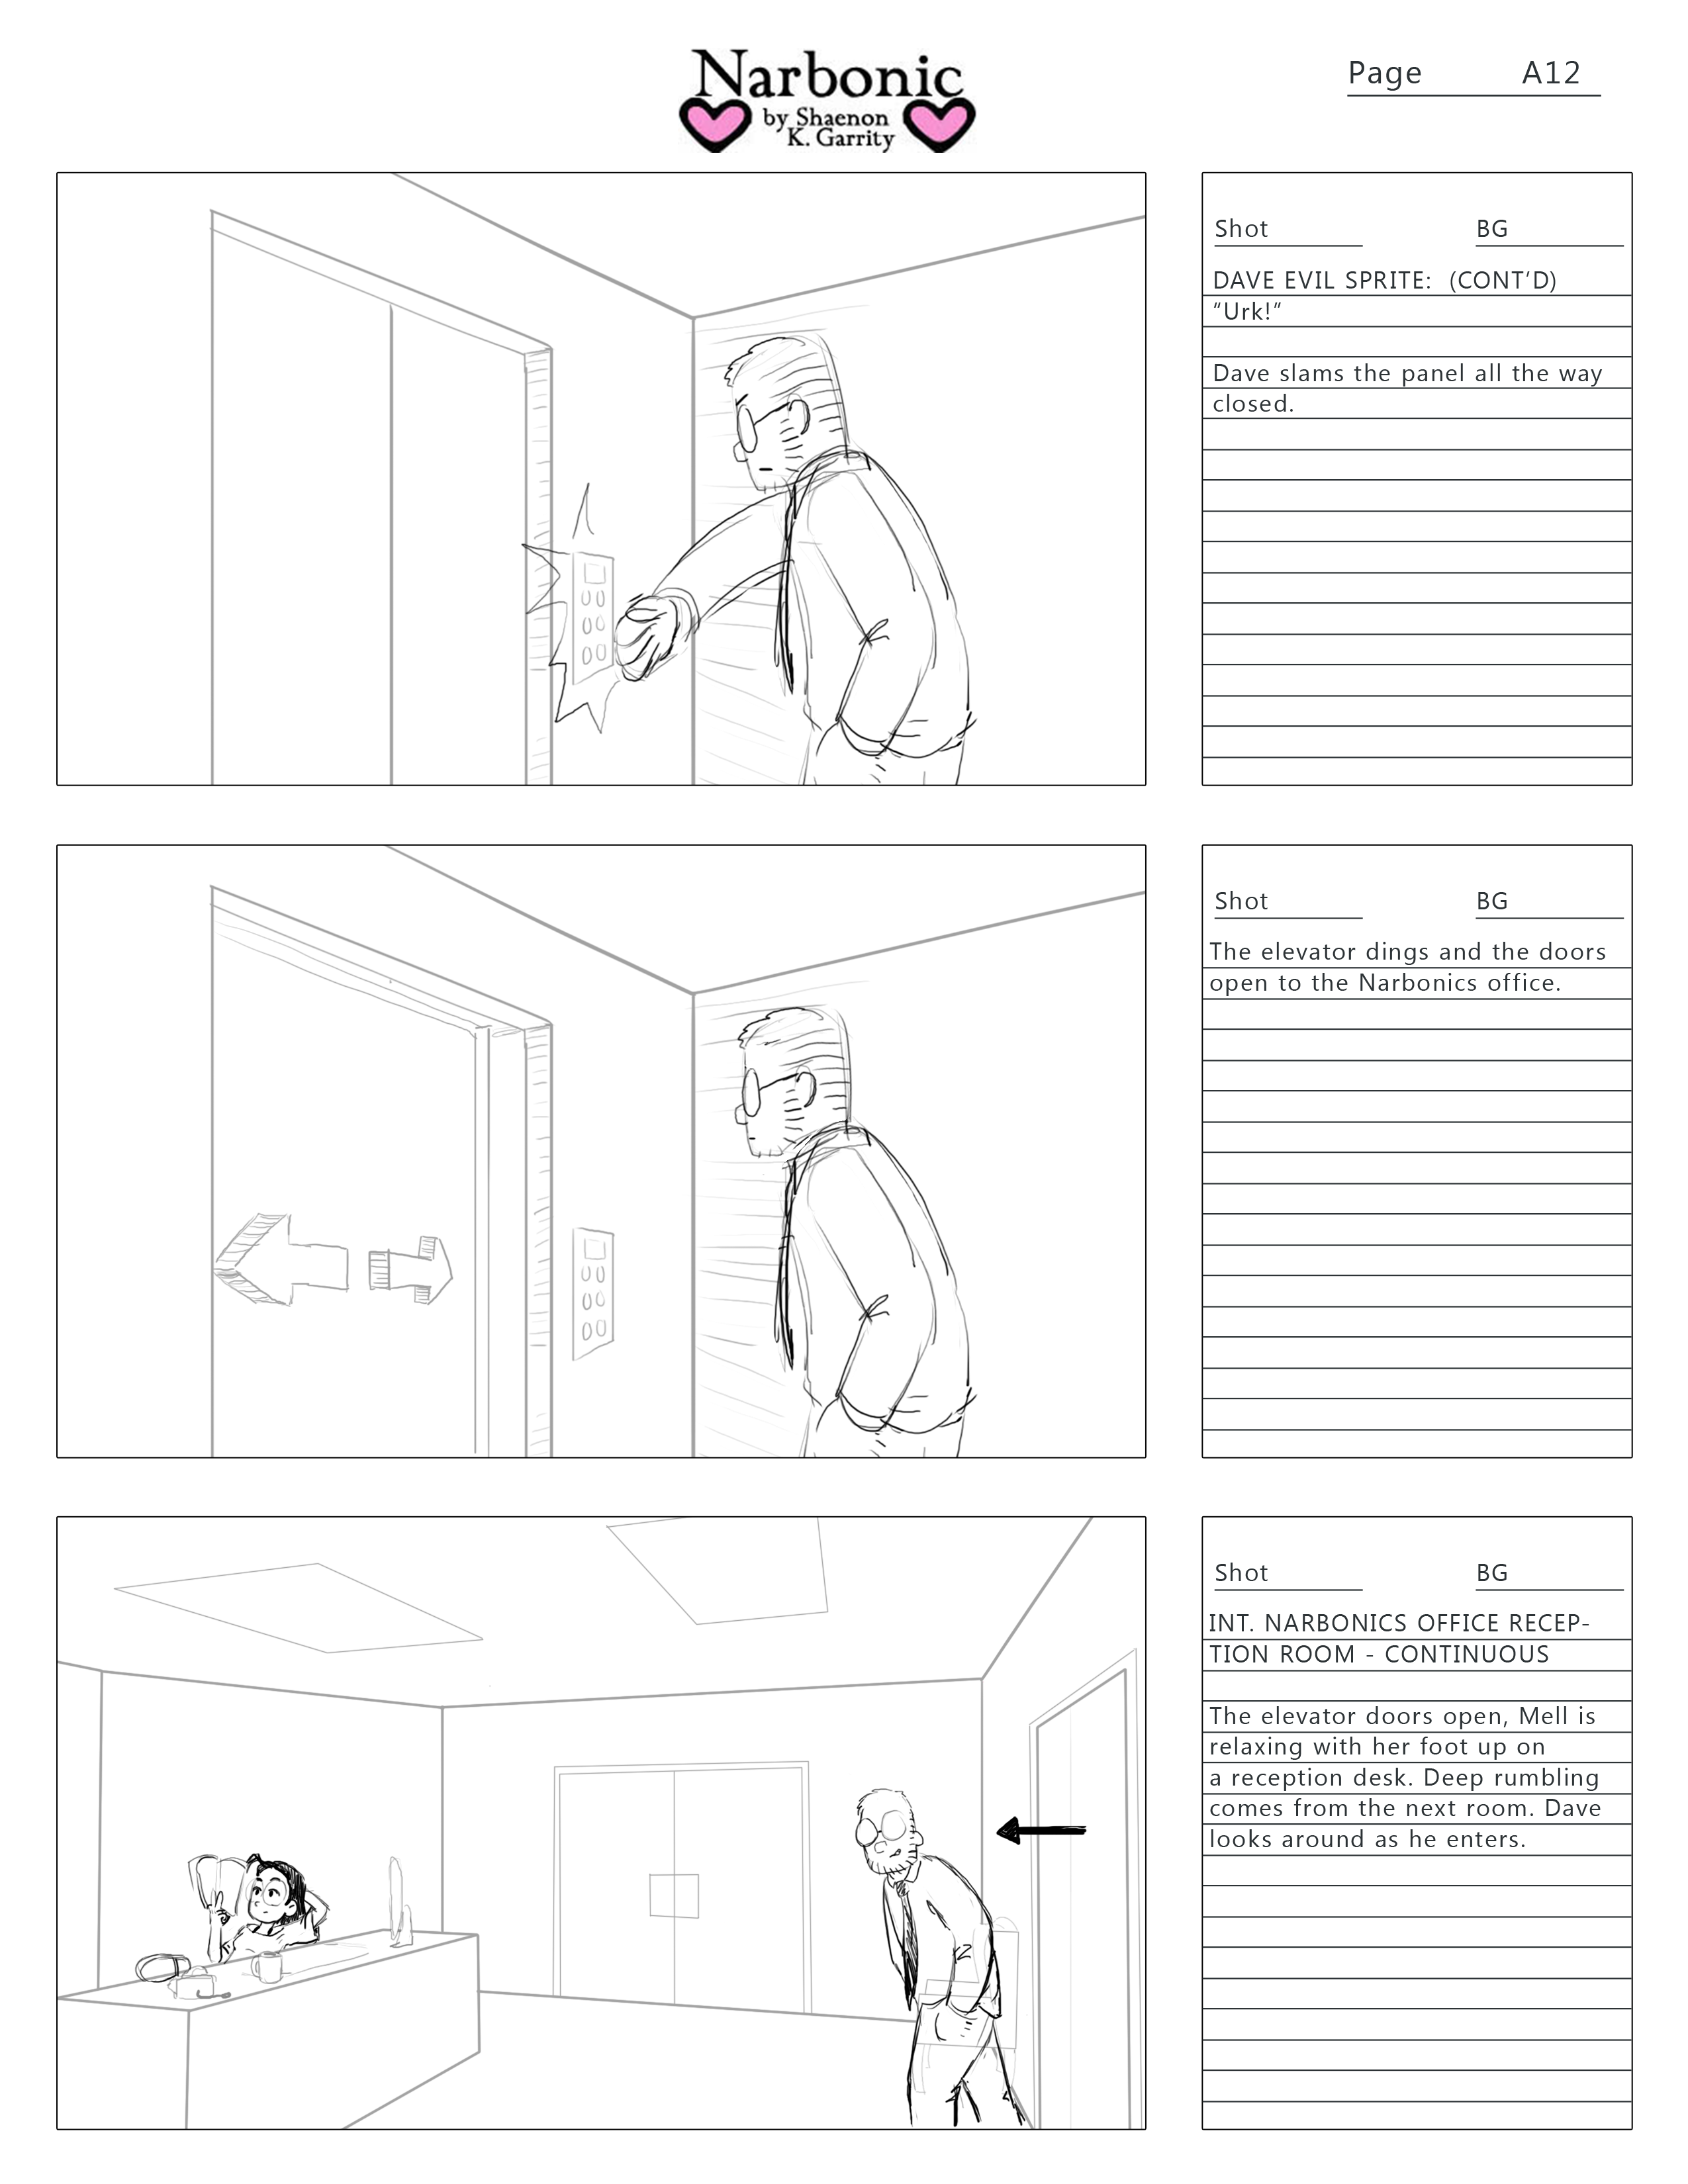 Narbonic
by Shaenon
K. Garrity
Page A12
Shot BG
DAVE EVIL SPRITE: (CONT’D)
“Urk!”
Dave slams the panel all the way
closed.
Shot BG
The elevator dings and the doors
open to the Narbonics office.
Shot BG
INT. NARBONICS OFFICE RECEP-
TION ROOM - CONTINUOUS
The elevator doors open, Mell is
relaxing with her foot up on
a reception desk. Deep rumbling
comes from the next room. Dave
looks around as he enters.